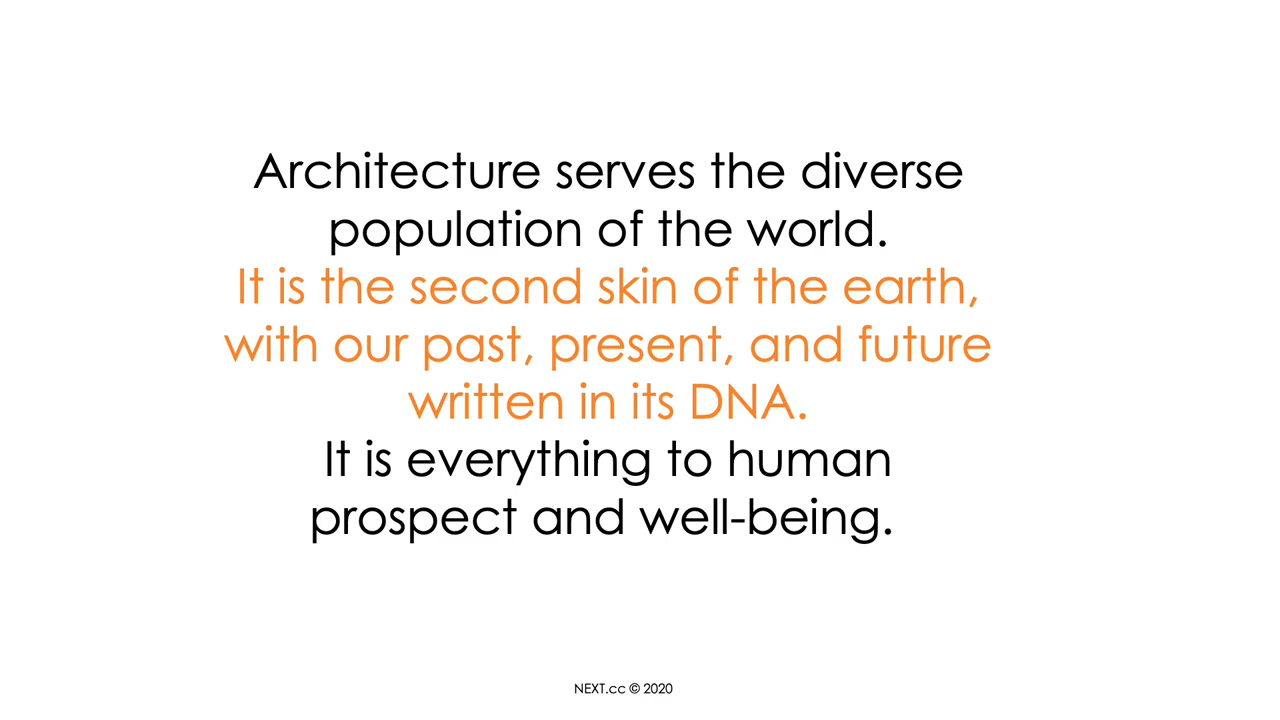 Architecture serves the diverse
population of the world.
It is the second skin of the earth,
with our past, present, and future
written in its DNA.
It is everything to human
prospect and well-being.
NEXT.cc © 2020